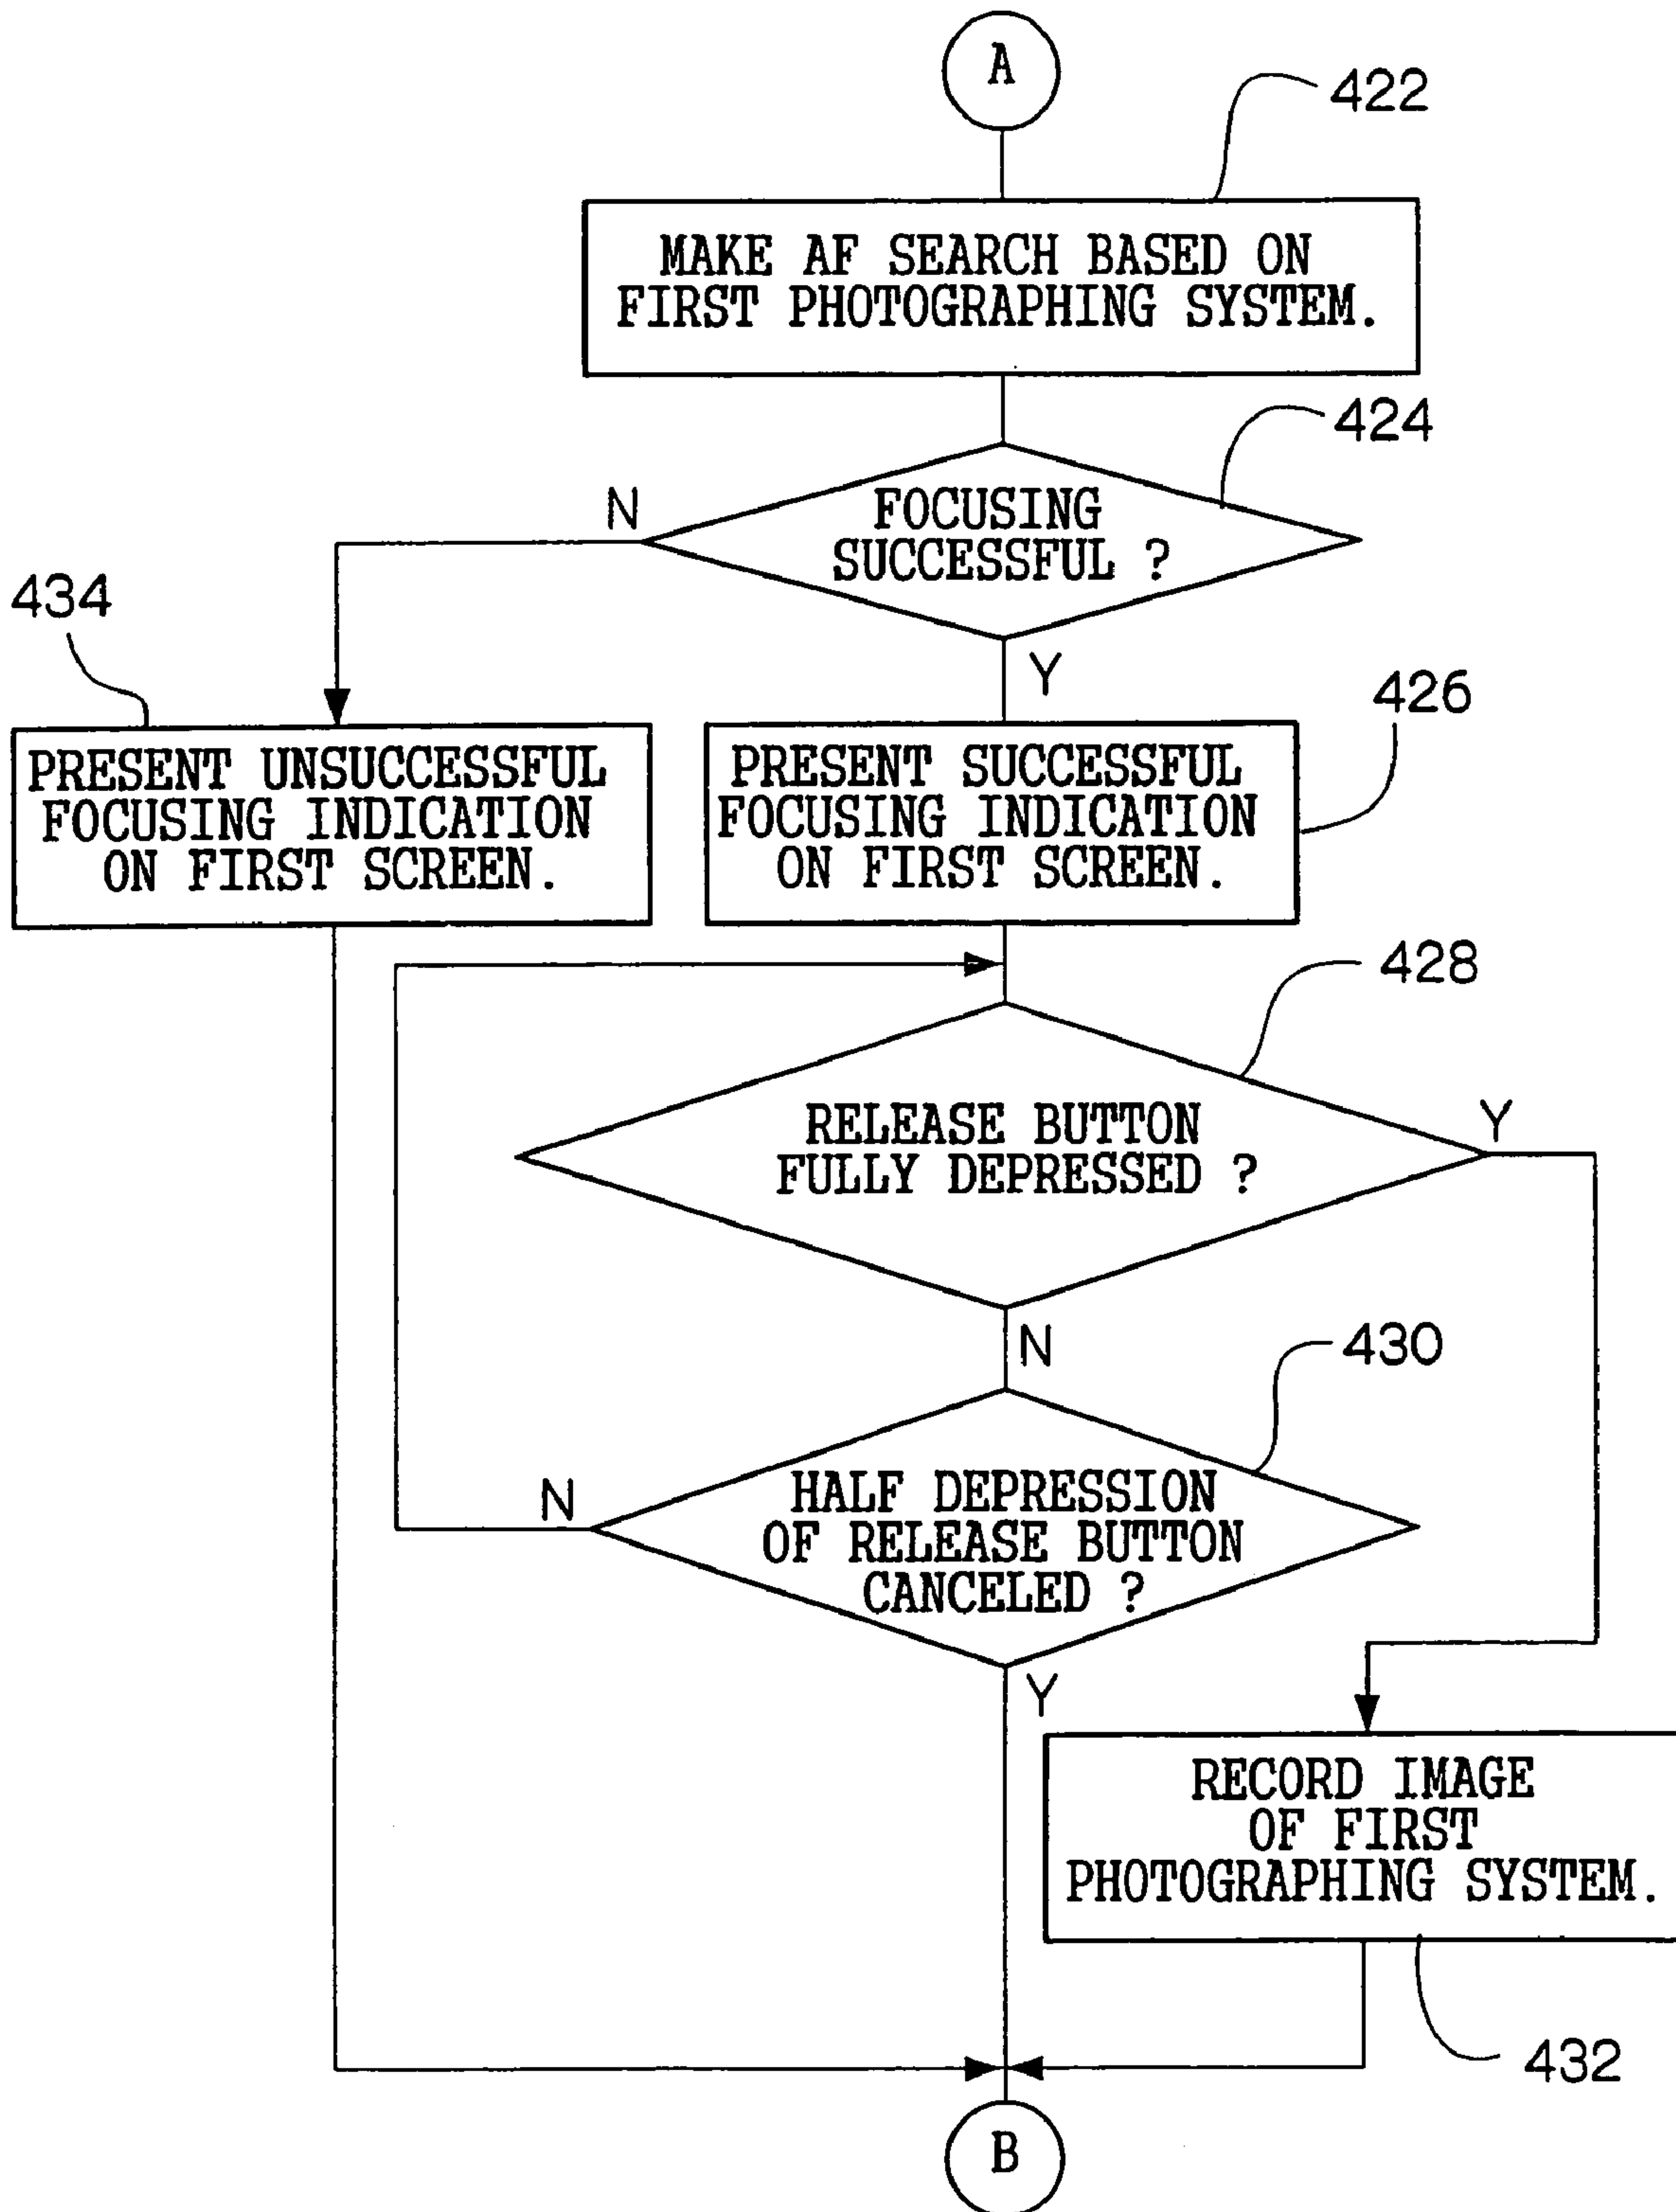 A
422
MAKE AF SEARCH BASED ON
FIRST PHOTOGRAPHING SYSTEM.
424
N
FOCUSING
SUCCESSFUL ?
434
Y
426
PRESENT UNSUCCESSFUL
FOCUSING INDICATION
ON FIRST SCREEN.
PRESENT SUCCESSFUL
FOCUSING INDICATION
ON FIRST SCREEN.
428
RELEASE BUTTON
FULLY DEPRESSED ?
Y
N
430
N
HALF DEPRESSION
OF RELEASE BUTTON
CANCELED ?
Y
RECORD IMAGE
OF FIRST
PHOTOGRAPHING SYSTEM.
432
B